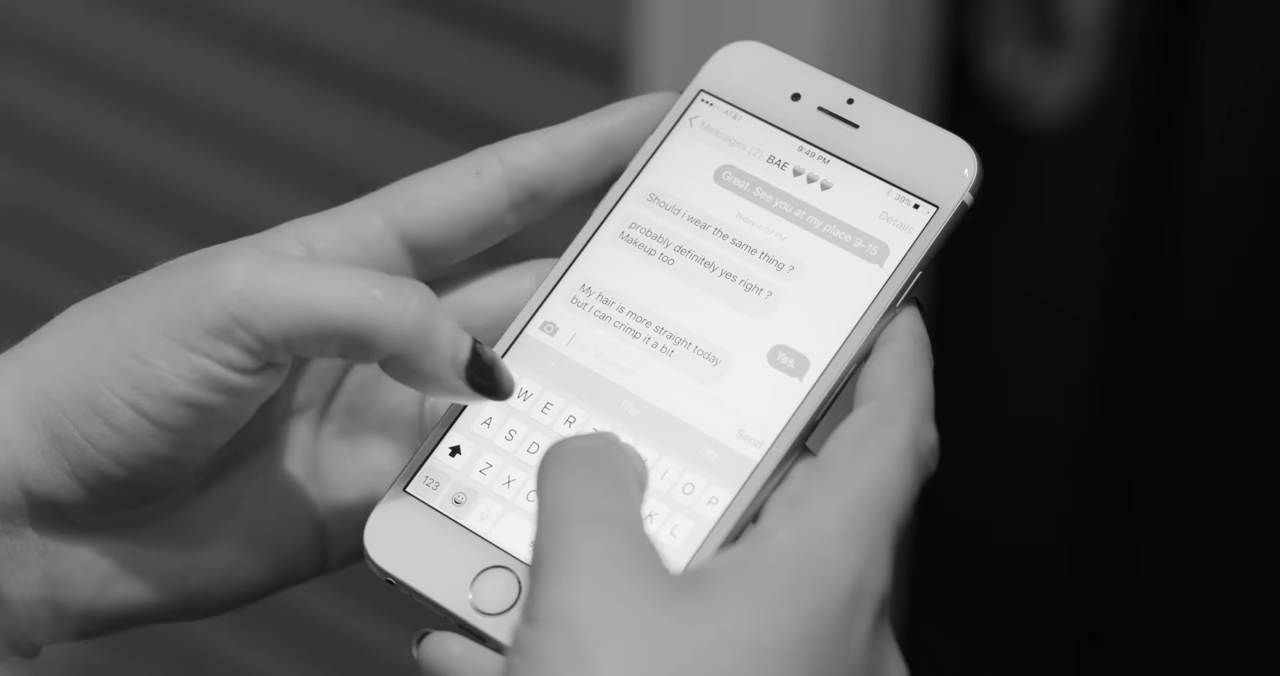 AT&T
9:49 PM
39%
Messages (2)
BAE
Details
Great. See you at my place 9-15
Today 4:07 PM
Should i wear the same thing ?
probably definitely yes right ?
Makeup too
Yes.
My hair is more straight today
but I can crimp it a bit
Send
I'm
W E R I O P
A S D K L
Z X C
123